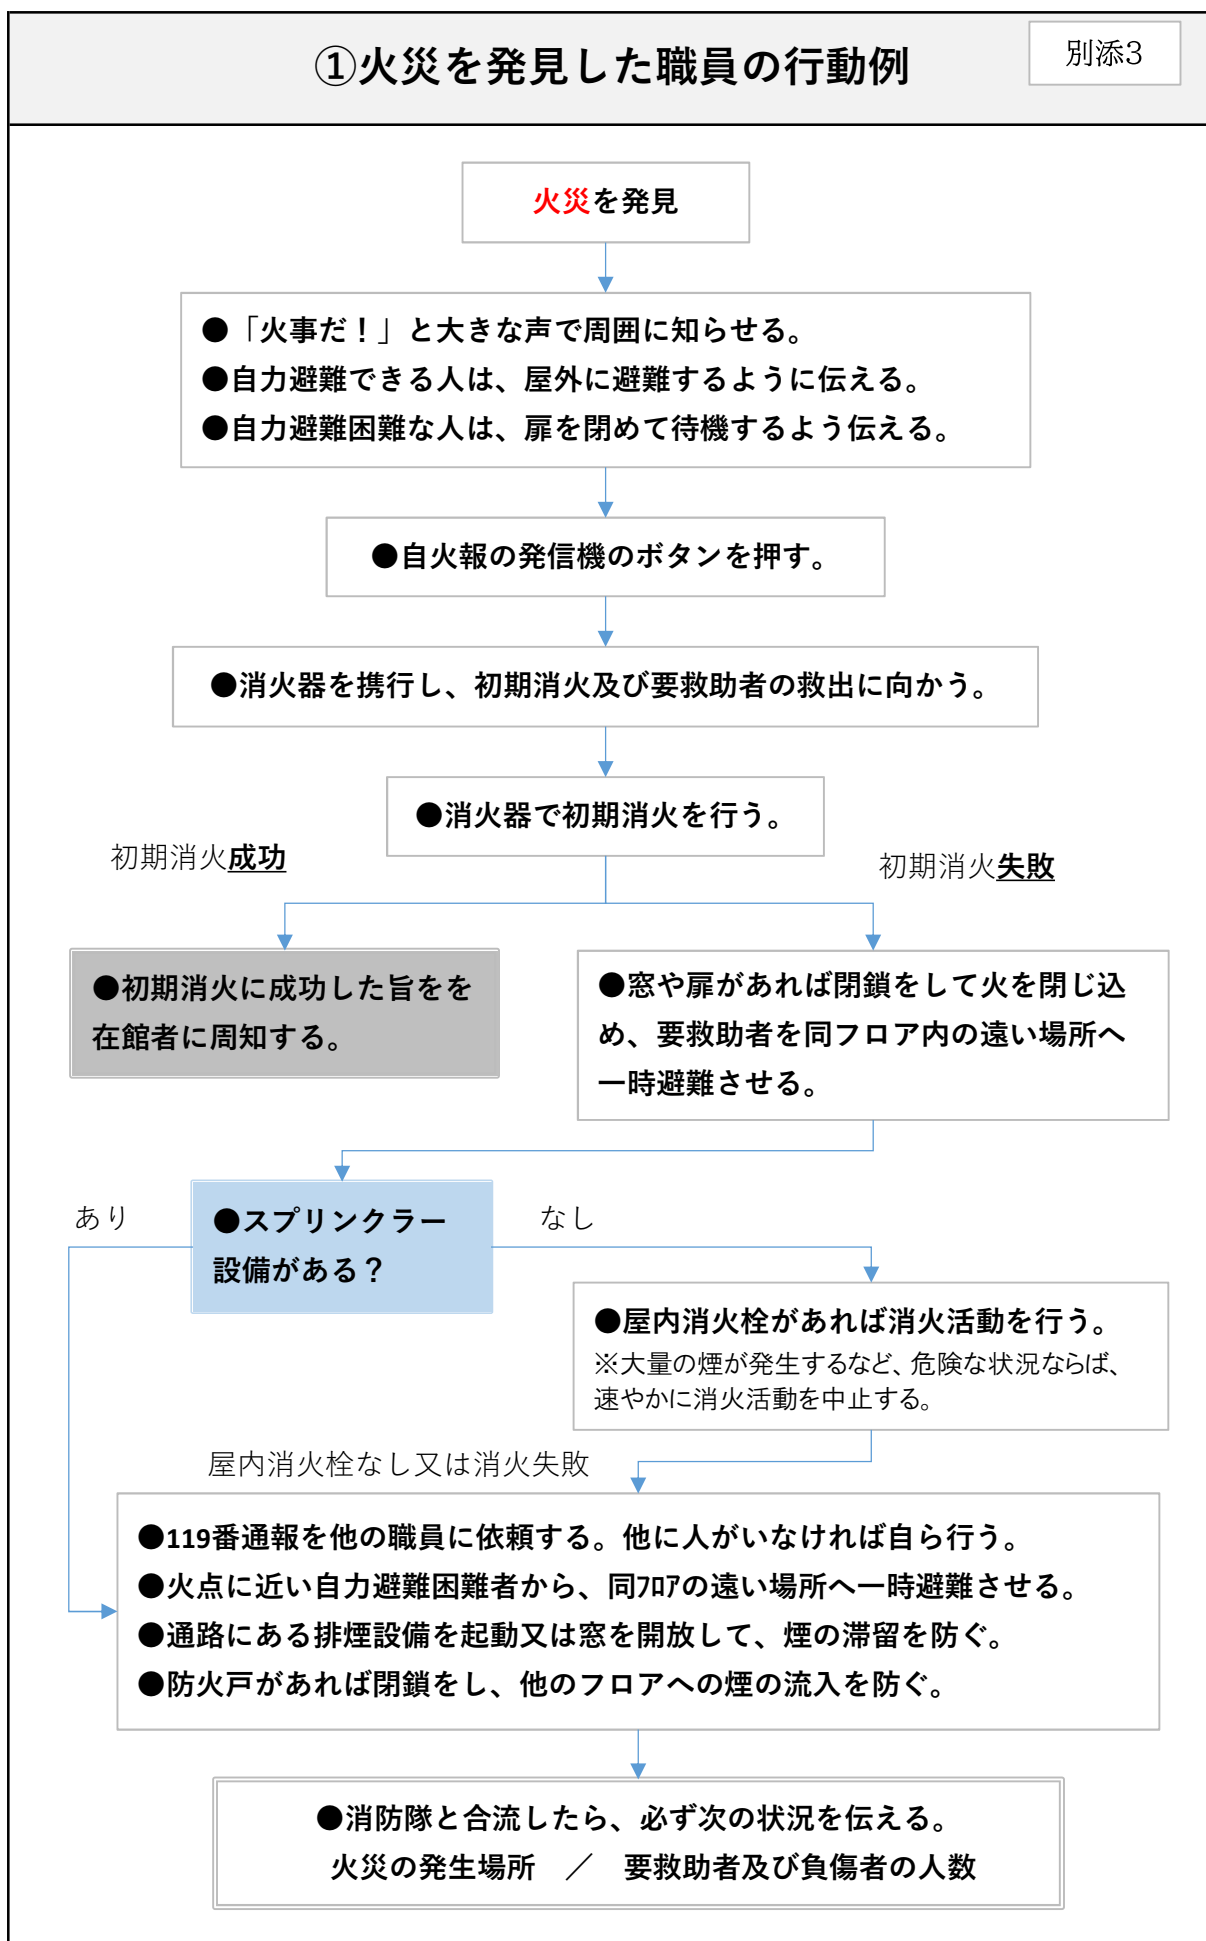 ①火災を発見した職員の行動例
別添3
火災を発見
●「火事だ！」と大きな声で周囲に知らせる。
●自力避難できる人は、屋外に避難するように伝える。
●自力避難困難な人は、扉を閉めて待機するよう伝える。
●自火報の発信機のボタンを押す。
●消火器を携行し、初期消火及び要救助者の救出に向かう。
●消火器で初期消火を行う。
初期消火成功
初期消火失敗
●初期消火に成功した旨をを
在館者に周知する。
●窓や扉があれば閉鎖をして火を閉じ込
め、要救助者を同フロア内の遠い場所へ
一時避難させる。
あり
●スプリンクラー
設備がある？
なし
●屋内消火栓があれば消火活動を行う。
※大量の煙が発生するなど、危険な状況ならば、
速やかに消火活動を中止する。
屋内消火栓なし又は消火失敗
●119番通報を他の職員に依頼する。他に人がいなければ自ら行う。
●火点に近い自力避難困難者から、同ﾌﾛｱの遠い場所へ一時避難させる。
●通路にある排煙設備を起動又は窓を開放して、煙の滞留を防ぐ。
●防火戸があれば閉鎖をし、他のフロアへの煙の流入を防ぐ。
●消防隊と合流したら、必ず次の状況を伝える。
火災の発生場所　／　要救助者及び負傷者の人数